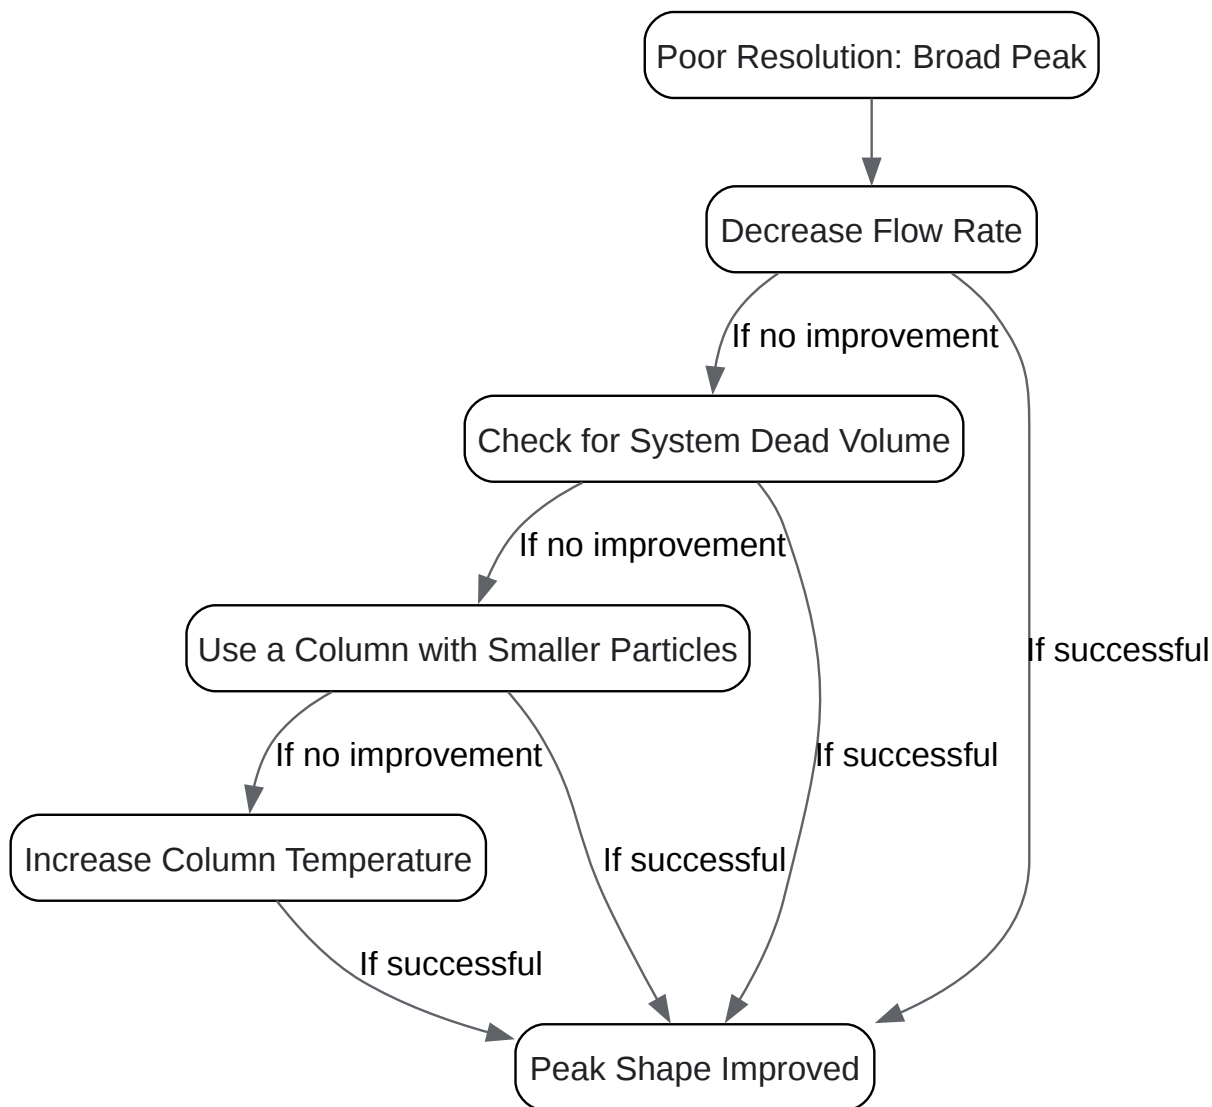 Poor Resolution: Broad Peak
Decrease Flow Rate
If no improvement
Check for System Dead Volume
If no improvement
Use a Column with Smaller Particles
If successful
If no improvement
If successful
Increase Column Temperature
If successful
If successful
Peak Shape Improved